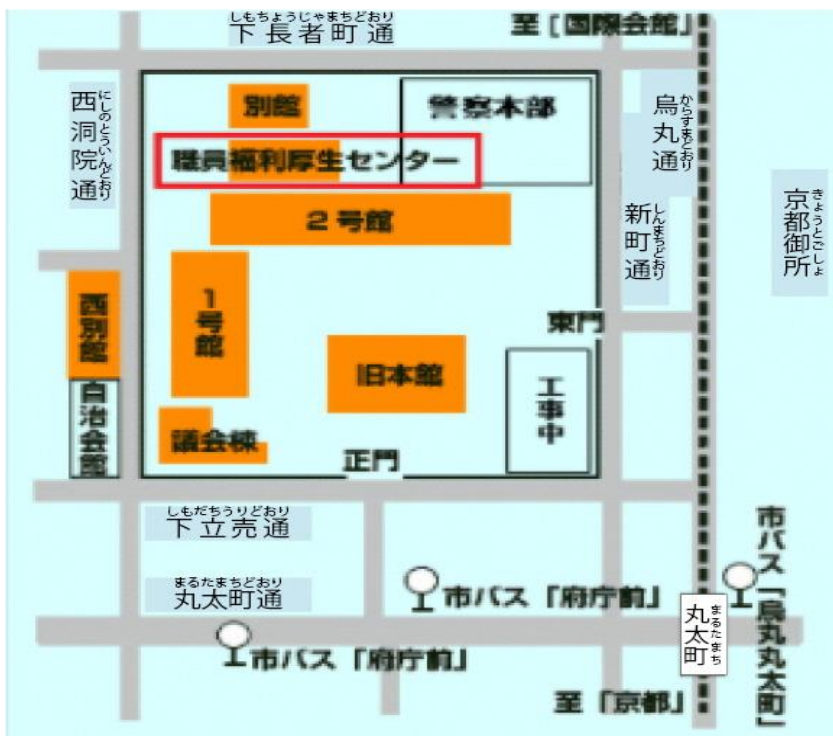 しもちょうじゃまちどおり
下長者町通
至[国際会館」
西洞院通
にしのとういんどおり
別館
警察本部
烏丸通
からすまどおり
職員福利厚生センター
京都御所
きょうとごしょ
2号館
新町通
しんまちどおり
西別館
1号館
東門
旧本館
工事中
自治会館
議会棟
正門
しもだちうりどおり
下立売通
まるたまちどおり
丸太町通
市バス「府庁前」
市バス「烏丸丸太町」
丸太町
まるたまち
市バス「府庁前」
至「京都」